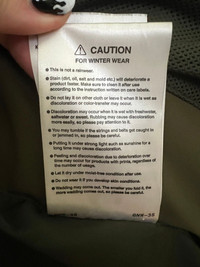 ⚠ CAUTION
FOR WINTER WEAR
● This is not a rainwear.
● Stain (dirt, oil, salt and mold etc.) will deteriorate a
product faster. Make sure to clean it after use
according to the instruction written on care labels.
● Do not lay it on other cloth or leave it when it is wet as
discoloration or color-transfer may occur.
● Discoloration may occur when it is wet with freshwater,
saltwater or sweat. Rubbing may cause discoloration
more easily, so please pay attention to it.
● You may tumble if the strings and belts get caught in
or jammed in, so please be careful.
● Putting it under strong light such as sunshine for a
long time may cause discoloration.
● Peeling and discoloration due to deterioration over
time may occur for products with prints, regardless of
the number of usage.
● Let it dry under more-free condition after use.
● Do not wear it if you develop skin conditions.
● Wadding may come out. The smaller you fold it, the
more wadding comes out, so please be careful.